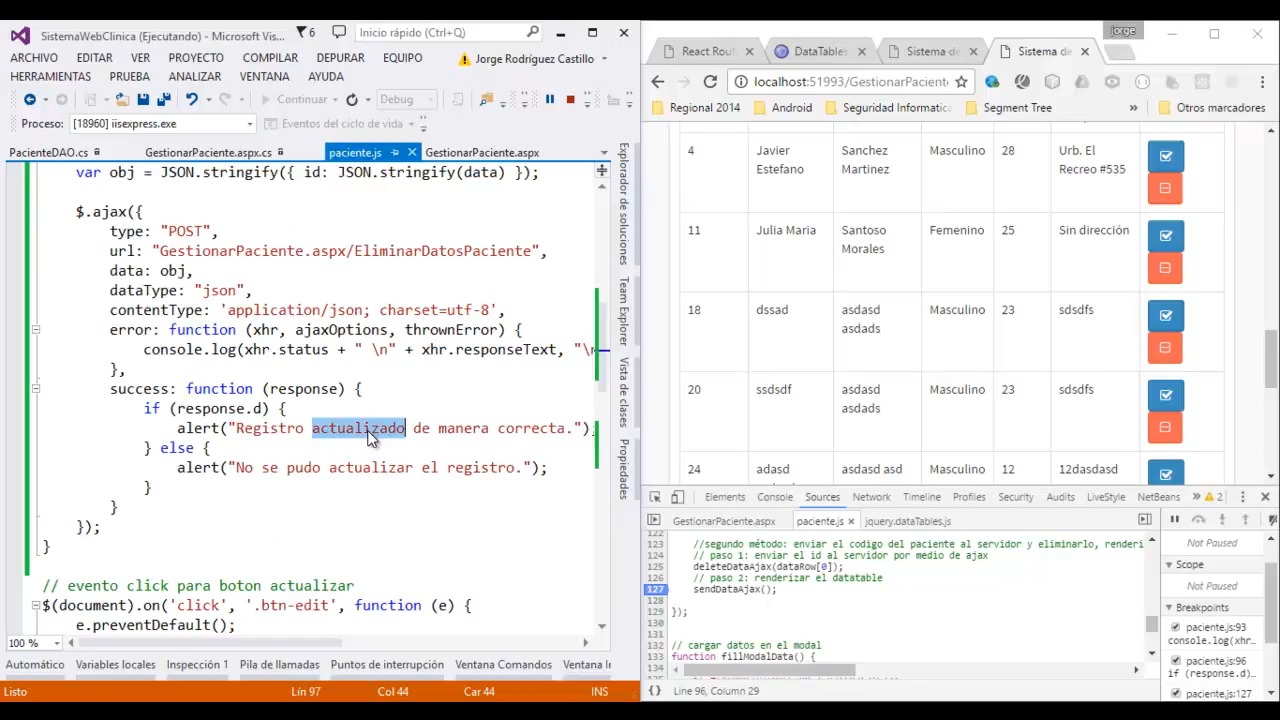 SistemaWebClinica (Ejecutando) - Microsoft Vis...
6
Inicio rápido (Ctrl+Q)
ARCHIVO EDITAR VER PROYECTO COMPILAR DEPURAR EQUIPO
Jorge Rodríguez Castillo
HERRAMIENTAS PRUEBA ANALIZAR VENTANA AYUDA
Continuar
Debug
Proceso: [18960] iisexpress.exe
Eventos del ciclo de vida
PacienteDAO.cs
GestionarPaciente.aspx.cs
paciente.js
GestionarPaciente.aspx
var obj = JSON.stringify({ id: JSON.stringify(data) });
$.ajax({
type: "POST",
url: "GestionarPaciente.aspx/EliminarDatosPaciente",
data: obj,
dataType: "json",
contentType: 'application/json; charset=utf-8',
error: function (xhr, ajaxOptions, thrownError) {
console.log(xhr.status + " \n" + xhr.responseText, "\n
},
success: function (response) {
if (response.d) {
alert("Registro actualizado de manera correcta.");
} else {
alert("No se pudo actualizar el registro.");
}
}
});
}
// evento click para boton actualizar
$(document).on('click', '.btn-edit', function (e) {
e.preventDefault();
100 %
Explorador de soluciones
Team Explorer
Vista de clases
Propiedades
Automático Variables locales Inspección 1 Pila de llamadas Puntos de interrupción Ventana Comandos Ventana In
Listo
Lín 97
Col 44
Car 44
INS
jorge
React Rout
DataTables
Sistema de
Sistema de
localhost:51993/GestionarPaciente
Regional 2014
Android
Seguridad Informatic
Segment Tree
»
Otros marcadores
4 Javier Sanchez Masculino 28 Urb. El
Estefano Martinez Recreo #535
11 Julia Maria Santoso Femenino 25 Sin dirección
Morales
18 dssad asdasd Masculino 23 sdsdfs
asdads
20 ssdsdf asdasd Masculino 23 sdsdfs
asdads
24 adasd asdasd asd Masculino 12 12dasdasd
Elements Console Sources Network Timeline Profiles Security Audits LiveStyle NetBeans » 2
GestionarPaciente.aspx
paciente.js
jquery.dataTables.js
122
123 //segundo método: enviar el codigo del paciente al servidor y eliminarlo, renderi
124 // paso 1: enviar el id al servidor por medio de ajax
125 deleteDataAjax(dataRow[0]);
126 // paso 2: renderizar el datatable
127 sendDataAjax();
128
129 });
130
131
132 // cargar datos en el modal
133 function fillModalData() {
134
{} Line 96, Column 29
Not Paused
Scope
Not Paused
Breakpoints
paciente.js:93
console.log(xhr...
paciente.js:96
if (response.d)
paciente.js:127